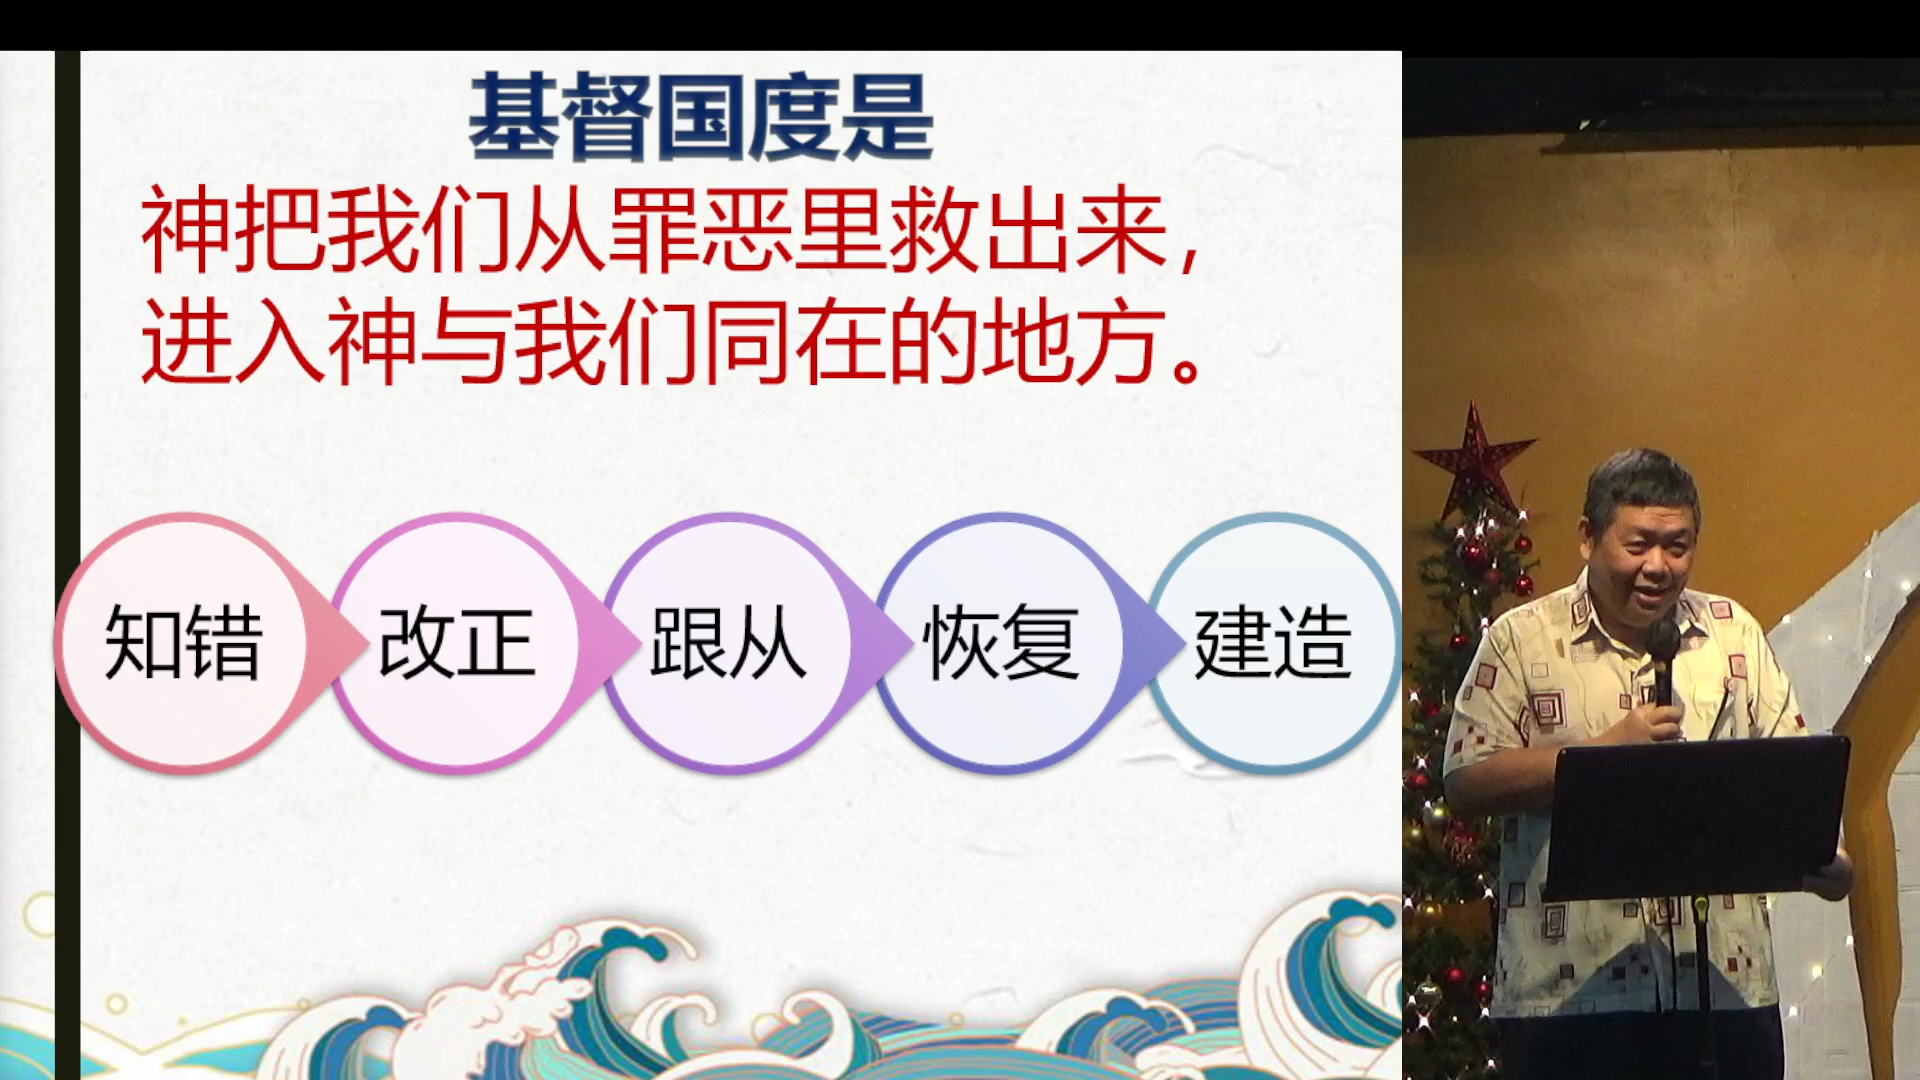 基督国度是
神把我们从罪恶里救出来，
进入神与我们同在的地方。
知错
改正
跟从
恢复
建造